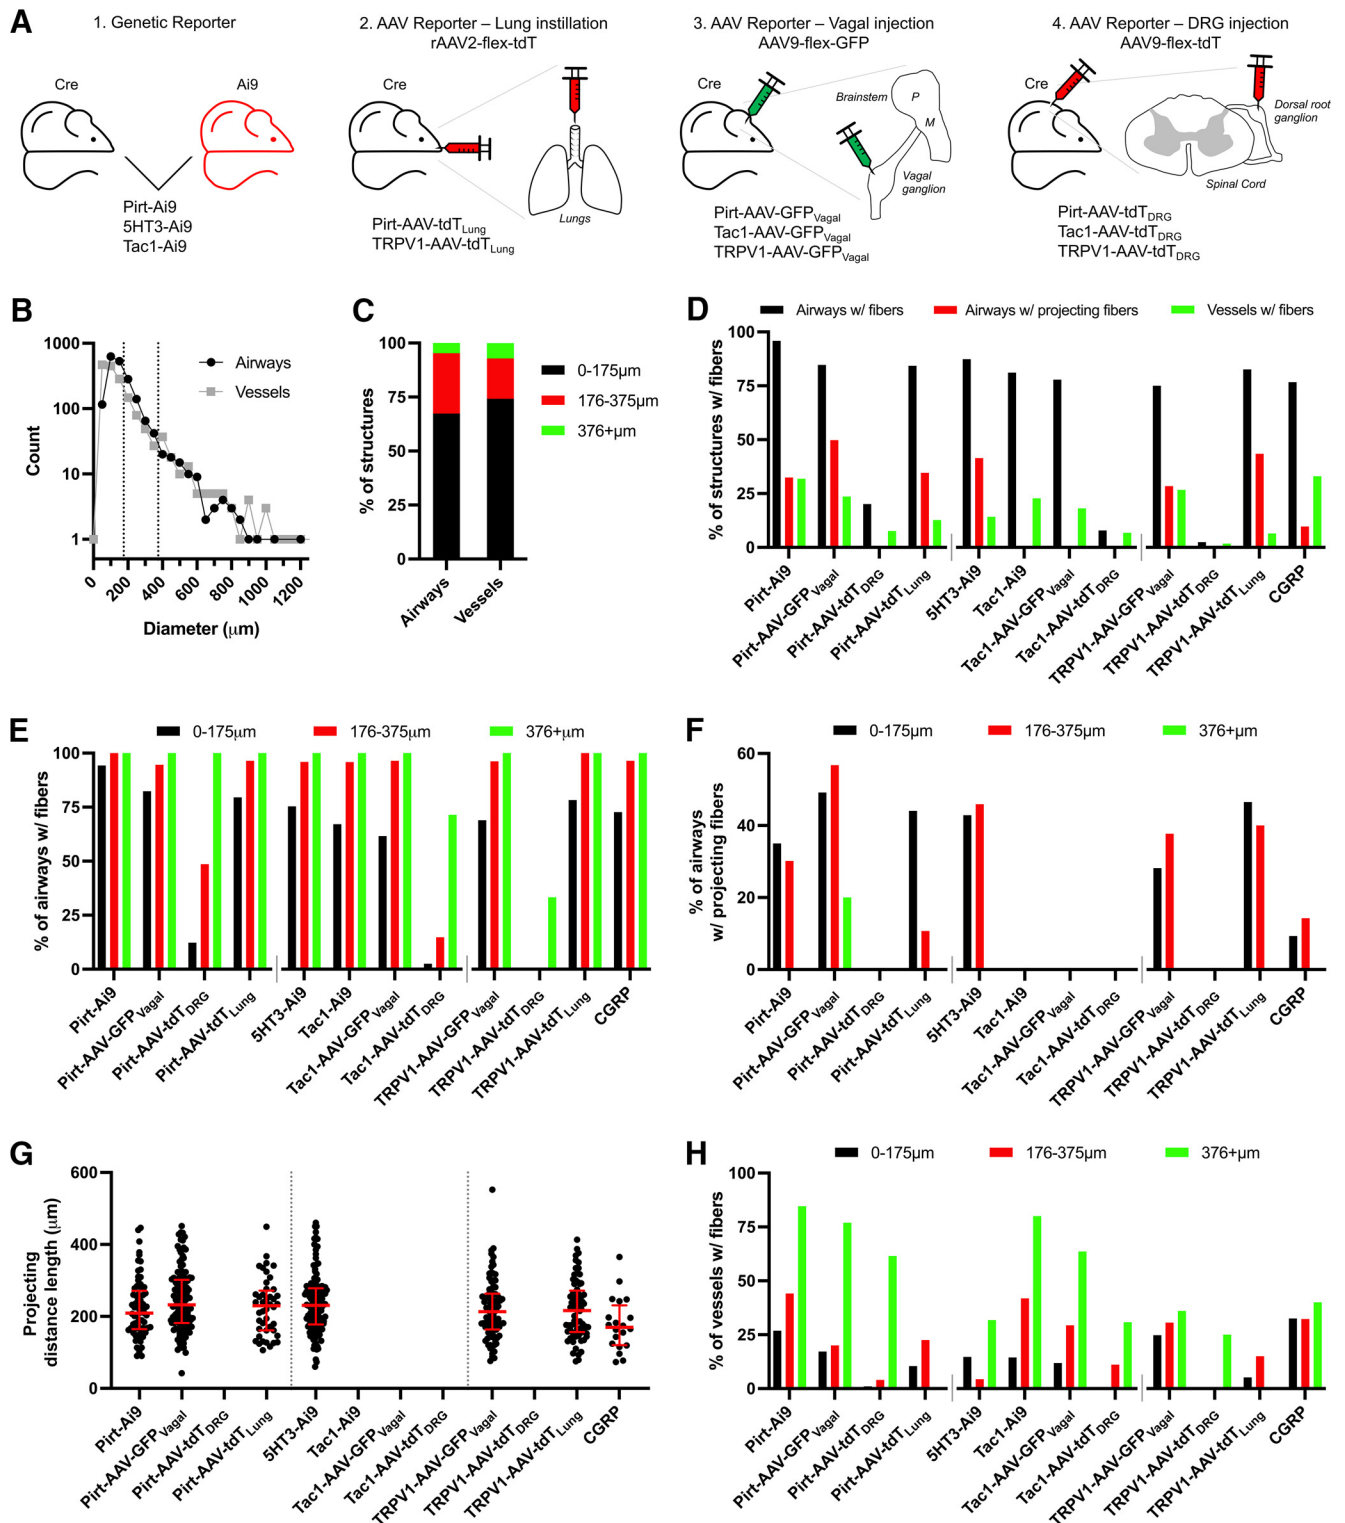 A
1. Genetic Reporter
Cre
Ai9
Pirt-Ai9
5HT3-Ai9
Tac1-Ai9
2. AAV Reporter – Lung instillation
rAAV2-flex-tdT
Cre
Lungs
Pirt-AAV-tdTLung
TRPV1-AAV-tdTLung
3. AAV Reporter – Vagal injection
AAV9-flex-GFP
Cre
Brainstem
P
M
Vagal
ganglion
Pirt-AAV-GFPVagal
Tac1-AAV-GFPVagal
TRPV1-AAV-GFPVagal
4. AAV Reporter – DRG injection
AAV9-flex-tdT
Cre
Dorsal root
ganglion
Spinal Cord
Pirt-AAV-tdTDRG
Tac1-AAV-tdTDRG
TRPV1-AAV-tdTDRG
B
Count
1000
100
10
1
Airways
Vessels
0 200 400 600 800 1000 1200
Diameter (μm)
C
% of structures
100
75
50
25
0
0-175μm
176-375μm
376+μm
Airways
Vessels
D
Airways w/ fibers
Airways w/ projecting fibers
Vessels w/ fibers
% of structures w/ fibers
100
75
50
25
0
Pirt-Ai9
Pirt-AAV-GFPVagal
Pirt-AAV-tdTDRG
Pirt-AAV-tdTLung
5HT3-Ai9
Tac1-Ai9
Tac1-AAV-GFPVagal
Tac1-AAV-tdTDRG
TRPV1-AAV-GFPVagal
TRPV1-AAV-tdTDRG
TRPV1-AAV-tdTLung
CGRP
E
0-175μm
176-375μm
376+μm
% of airways w/ fibers
100
75
50
25
0
Pirt-Ai9
Pirt-AAV-GFPVagal
Pirt-AAV-tdTDRG
Pirt-AAV-tdTLung
5HT3-Ai9
Tac1-Ai9
Tac1-AAV-GFPVagal
Tac1-AAV-tdTDRG
TRPV1-AAV-GFPVagal
TRPV1-AAV-tdTDRG
TRPV1-AAV-tdTLung
CGRP
F
0-175μm
176-375μm
376+μm
% of airways
w/ projecting fibers
60
40
20
0
Pirt-Ai9
Pirt-AAV-GFPVagal
Pirt-AAV-tdTDRG
Pirt-AAV-tdTLung
5HT3-Ai9
Tac1-Ai9
Tac1-AAV-GFPVagal
Tac1-AAV-tdTDRG
TRPV1-AAV-GFPVagal
TRPV1-AAV-tdTDRG
TRPV1-AAV-tdTLung
CGRP
G
Projecting
distance length (μm)
600
400
200
0
Pirt-Ai9
Pirt-AAV-GFPVagal
Pirt-AAV-tdTDRG
Pirt-AAV-tdTLung
5HT3-Ai9
Tac1-Ai9
Tac1-AAV-GFPVagal
Tac1-AAV-tdTDRG
TRPV1-AAV-GFPVagal
TRPV1-AAV-tdTDRG
TRPV1-AAV-tdTLung
CGRP
H
0-175μm
176-375μm
376+μm
% of vessels w/ fibers
100
75
50
25
0
Pirt-Ai9
Pirt-AAV-GFPVagal
Pirt-AAV-tdTDRG
Pirt-AAV-tdTLung
5HT3-Ai9
Tac1-Ai9
Tac1-AAV-GFPVagal
Tac1-AAV-tdTDRG
TRPV1-AAV-GFPVagal
TRPV1-AAV-tdTDRG
TRPV1-AAV-tdTLung
CGRP